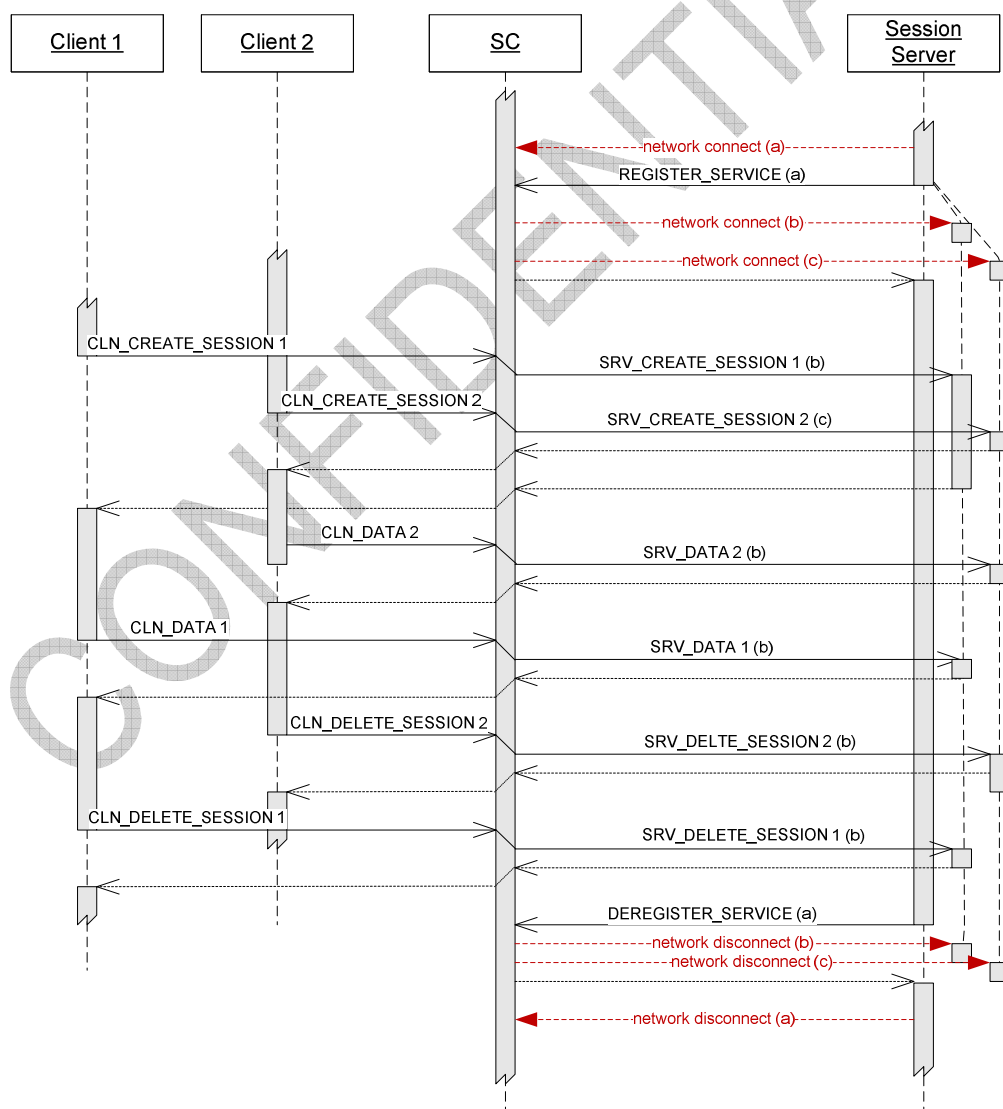 Client 1
Client 2
SC
Session
Server
network connect (a)
REGISTER_SERVICE (a)
network connect (b)
network connect (c)
CLN_CREATE_SESSION 1
SRV_CREATE_SESSION 1 (b)
CLN_CREATE_SESSION 2
SRV_CREATE_SESSION 2 (c)
CLN_DATA 2
SRV_DATA 2 (b)
CLN_DATA 1
SRV_DATA 1 (b)
CLN_DELETE_SESSION 2
SRV_DELTE_SESSION 2 (b)
CLN_DELETE_SESSION 1
SRV_DELETE_SESSION 1 (b)
DEREGISTER_SERVICE (a)
network disconnect (b)
network disconnect (c)
network disconnect (a)
CONFIDENTIA